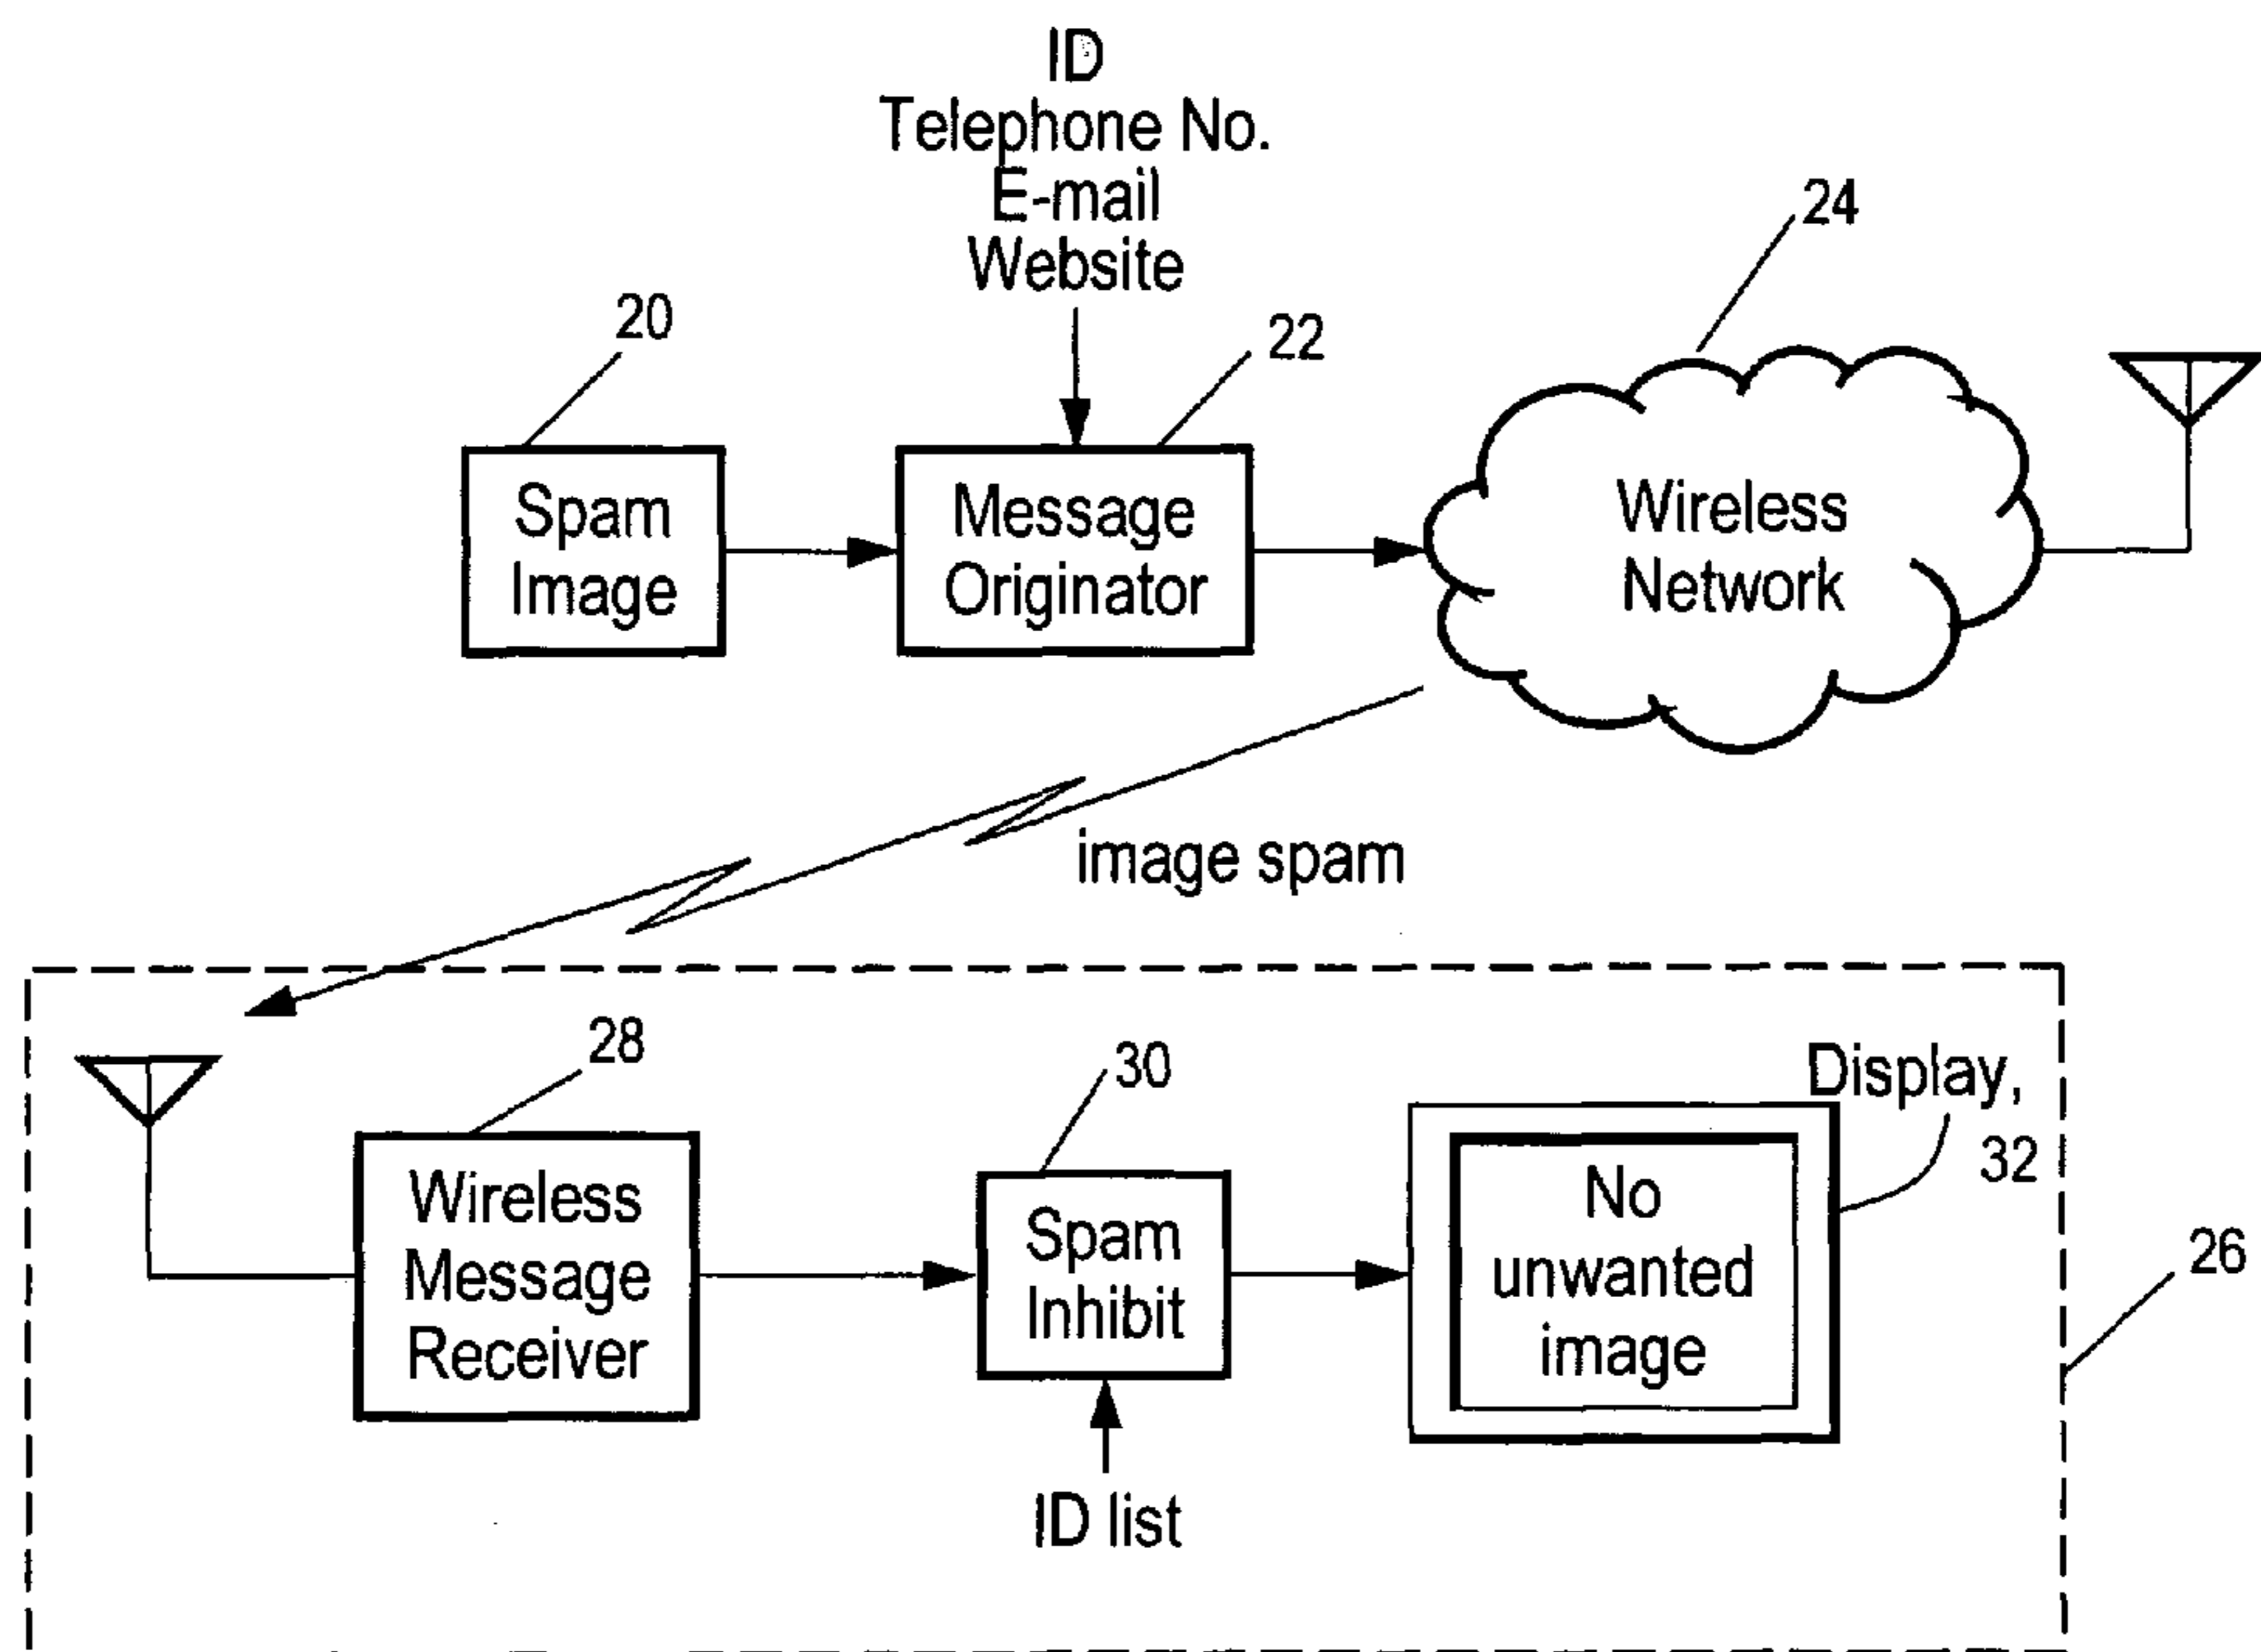 ID
Telephone No.
E-mail
Website
24
20
22
Spam
Image
Message
Originator
Wireless
Network
image spam
28
30
Display,
32
Wireless
Message
Receiver
Spam
Inhibit
No
unwanted
image
26
ID list